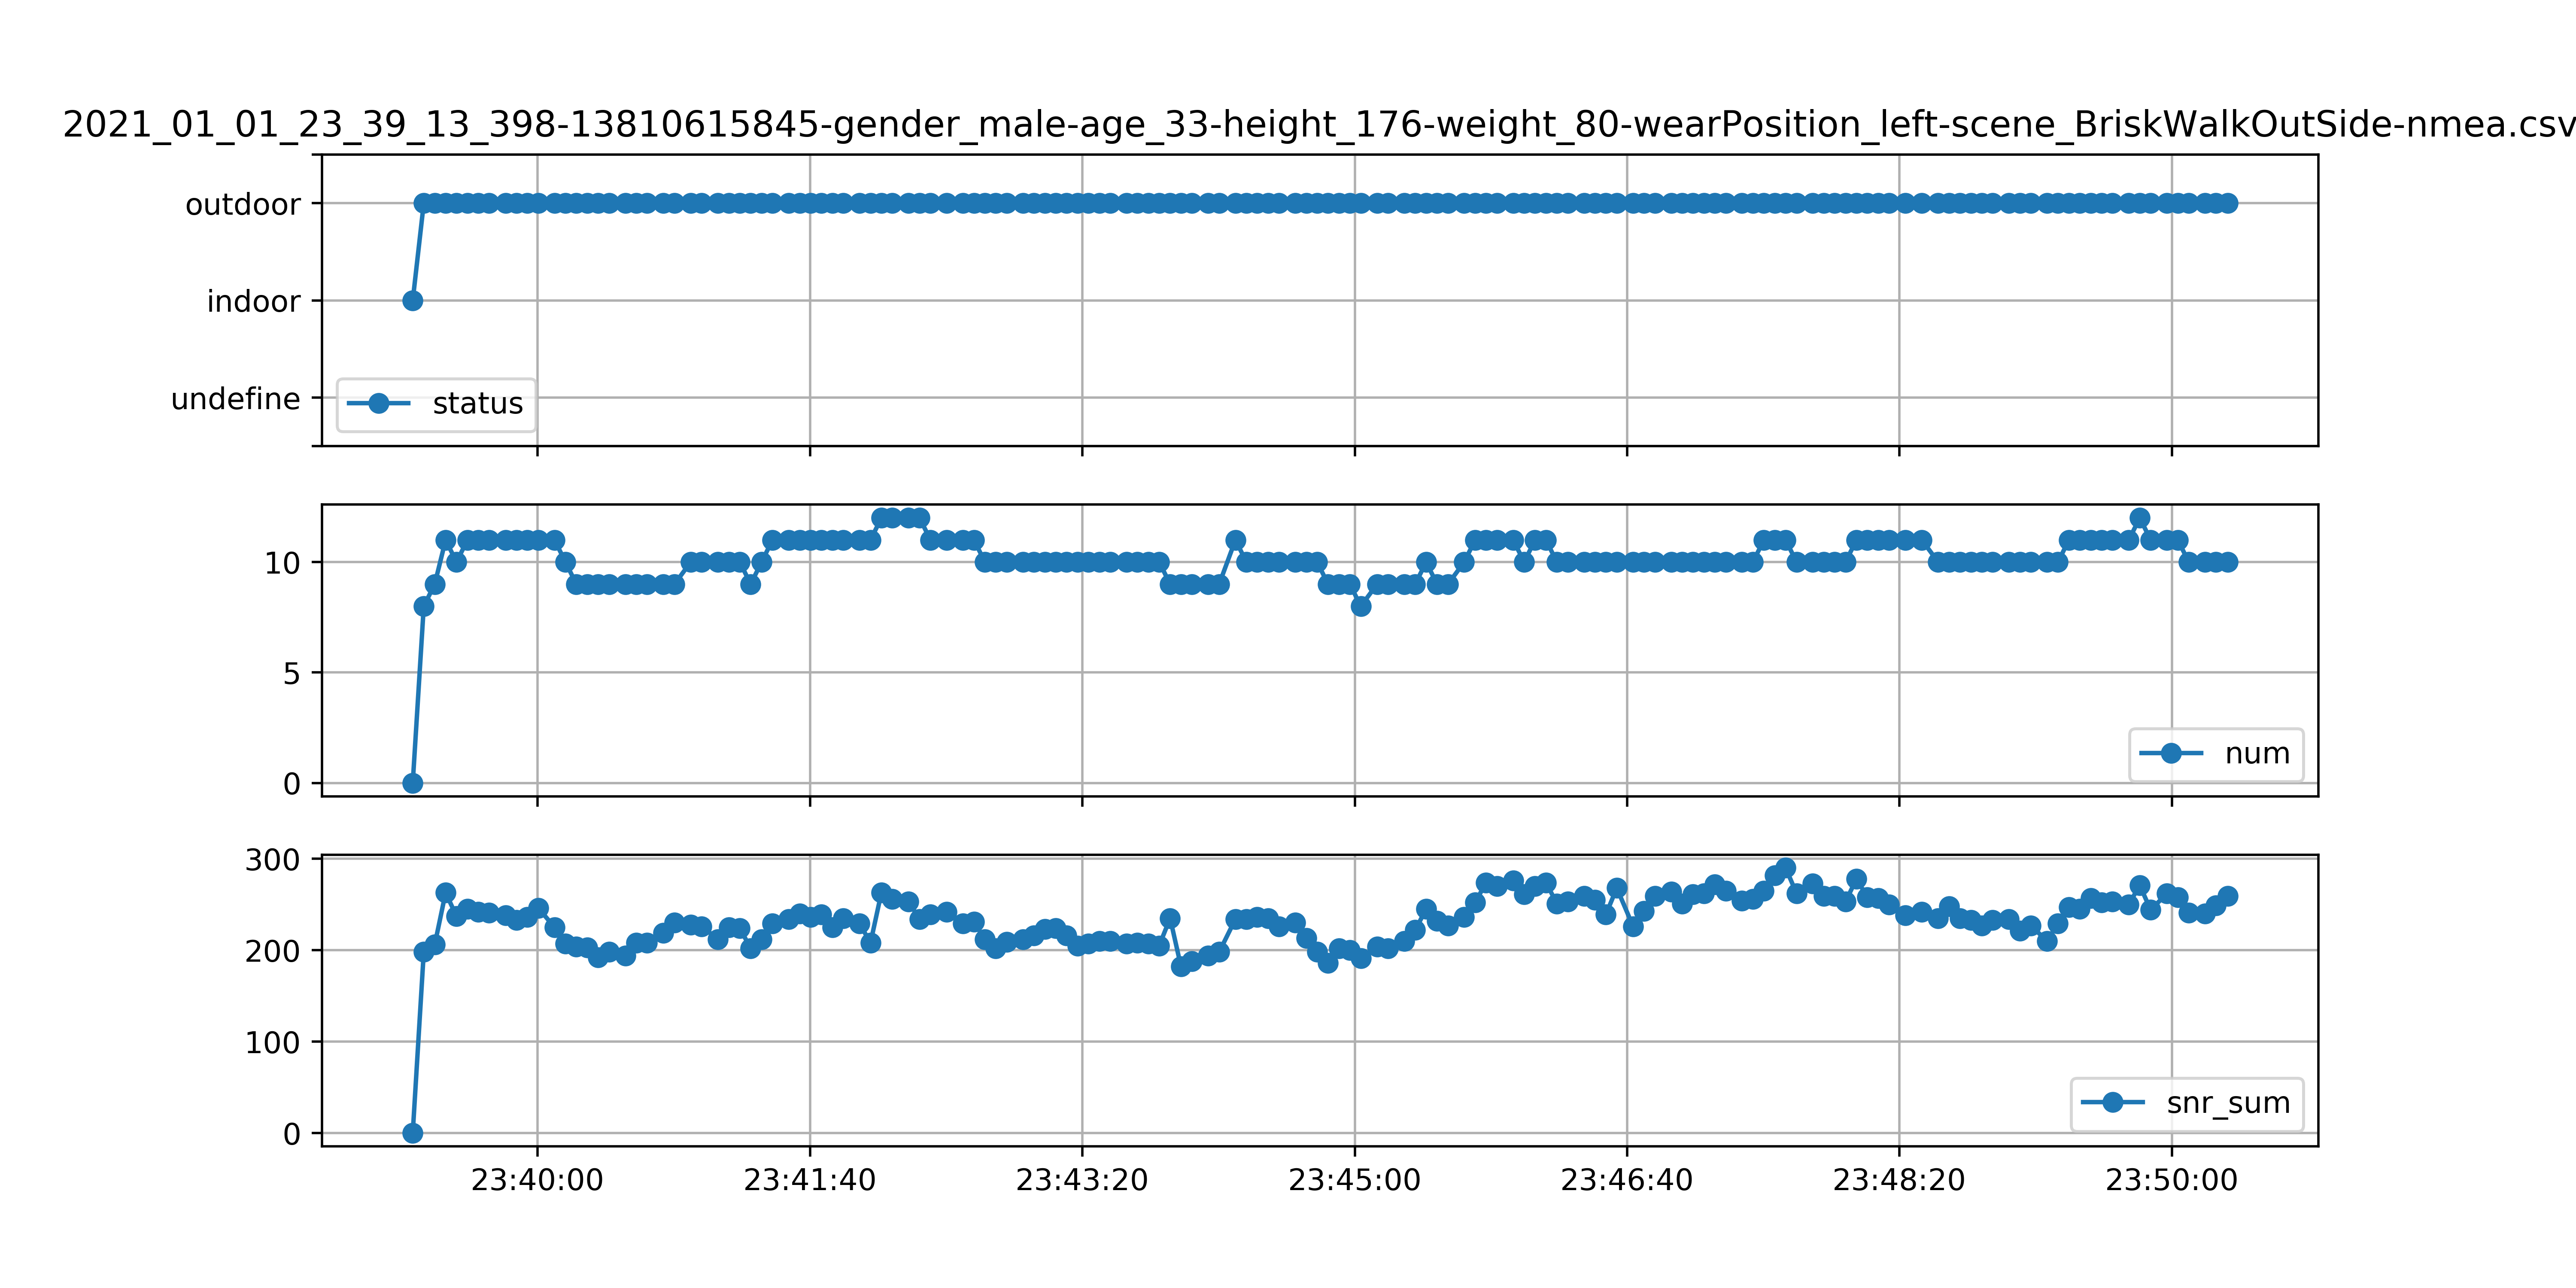 2021_01_01_23_39_13_398-13810615845-gender_male-age_33-height_176-weight_80-wearPosition_left-scene_BriskWalkOutSide-nmea.csv
outdoor
indoor
undefine
status
10
5
0
num
300
200
100
0
snr_sum
23:40:00 23:41:40 23:43:20 23:45:00 23:46:40 23:48:20 23:50:00